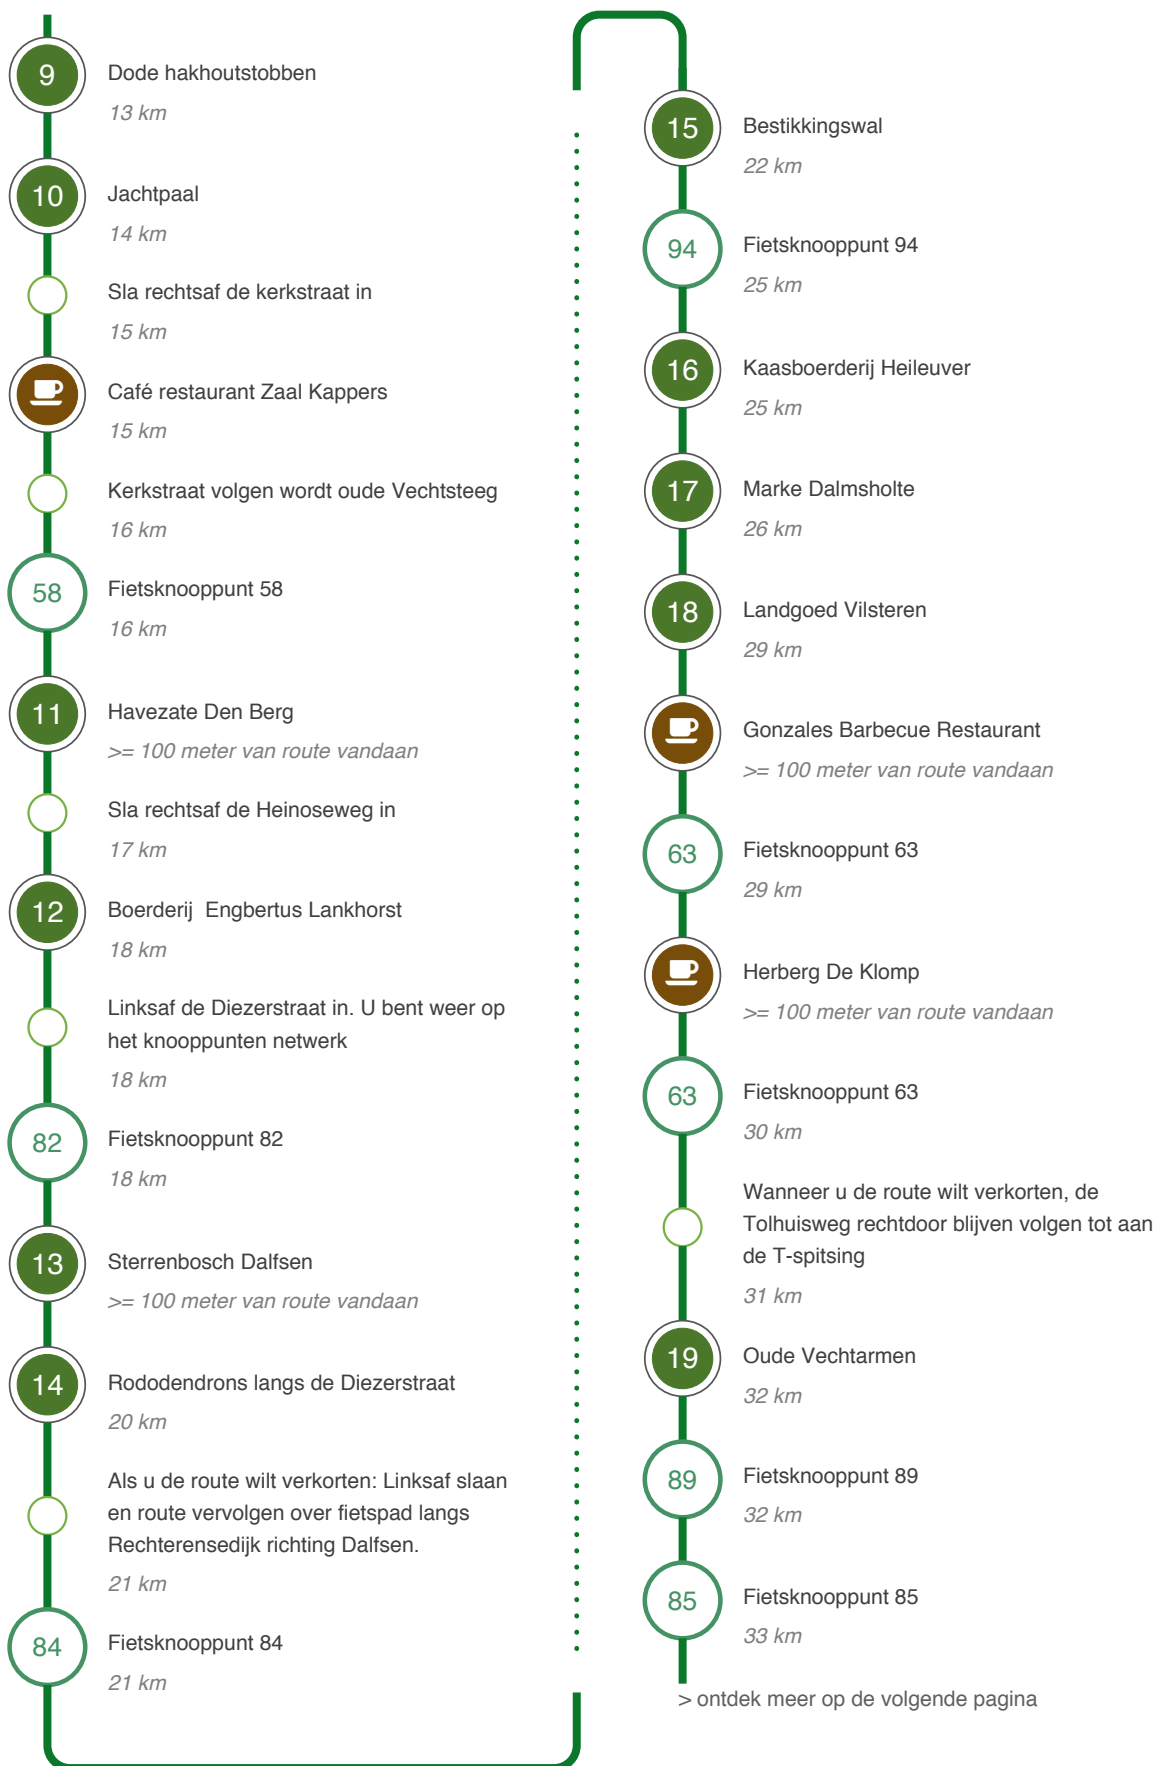 9
Dode hakhoutstobben
13 km
10
Jachtpaal
14 km
Sla rechtsaf de kerkstraat in
15 km
Café restaurant Zaal Kappers
15 km
Kerkstraat volgen wordt oude Vechtsteeg
16 km
58
Fietsknooppunt 58
16 km
11
Havezate Den Berg
>= 100 meter van route vandaan
Sla rechtsaf de Heinoseweg in
17 km
12
Boerderij  Engbertus Lankhorst
18 km
Linksaf de Diezerstraat in. U bent weer op
het knooppunten netwerk
18 km
82
Fietsknooppunt 82
18 km
13
Sterrenbosch Dalfsen
>= 100 meter van route vandaan
14
Rododendrons langs de Diezerstraat
20 km
Als u de route wilt verkorten: Linksaf slaan
en route vervolgen over fietspad langs
Rechterensedijk richting Dalfsen.
21 km
84
Fietsknooppunt 84
21 km
15
Bestikkingswal
22 km
94
Fietsknooppunt 94
25 km
16
Kaasboerderij Heileuver
25 km
17
Marke Dalmsholte
26 km
18
Landgoed Vilsteren
29 km
Gonzales Barbecue Restaurant
>= 100 meter van route vandaan
63
Fietsknooppunt 63
29 km
Herberg De Klomp
>= 100 meter van route vandaan
63
Fietsknooppunt 63
30 km
Wanneer u de route wilt verkorten, de
Tolhuisweg rechtdoor blijven volgen tot aan
de T-spitsing
31 km
19
Oude Vechtarmen
32 km
89
Fietsknooppunt 89
32 km
85
Fietsknooppunt 85
33 km
> ontdek meer op de volgende pagina